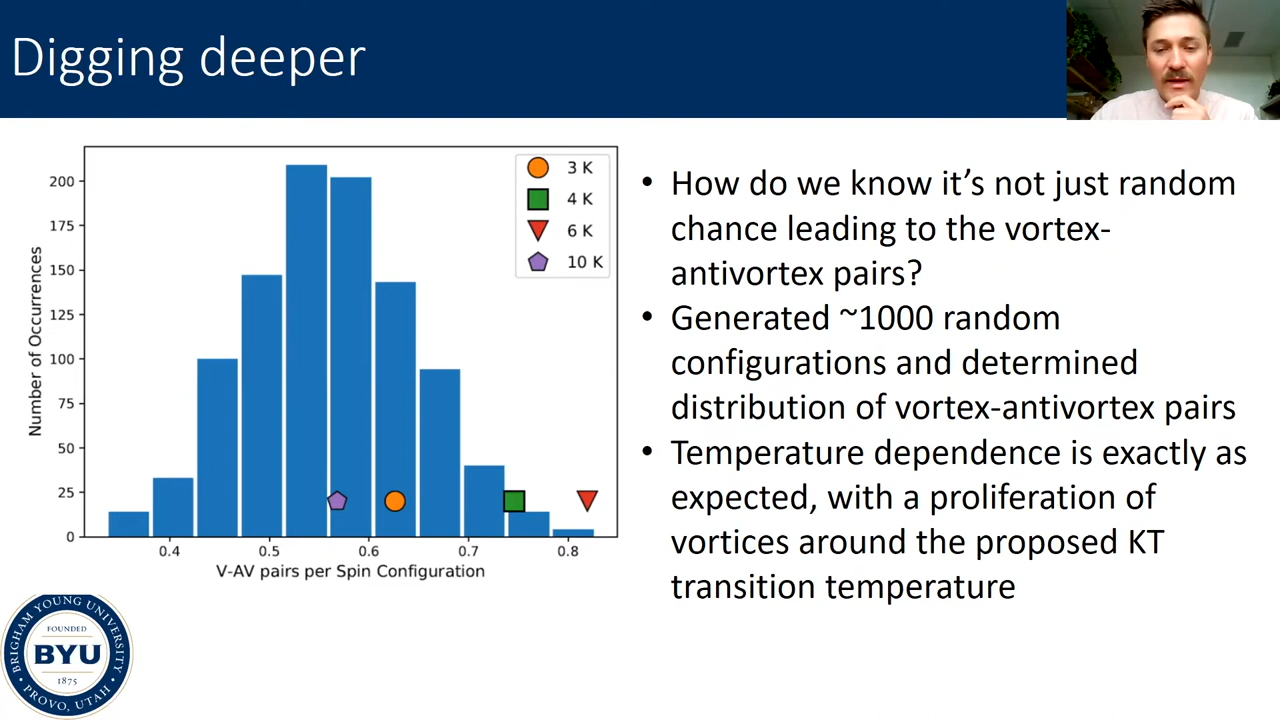 Digging deeper
200
175
150
125
100
75
50
25
0
Number of Occurrences
0.4 0.5 0.6 0.7 0.8
V-AV pairs per Spin Configuration
3 K
4 K
6 K
10 K
• How do we know it’s not just random
chance leading to the vortex-
antivortex pairs?
• Generated ~1000 random
configurations and determined
distribution of vortex-antivortex pairs
• Temperature dependence is exactly as
expected, with a proliferation of
vortices around the proposed KT
transition temperature
BRIGHAM YOUNG UNIVERSITY
FOUNDED
BYU
1875
PROVO, UTAH